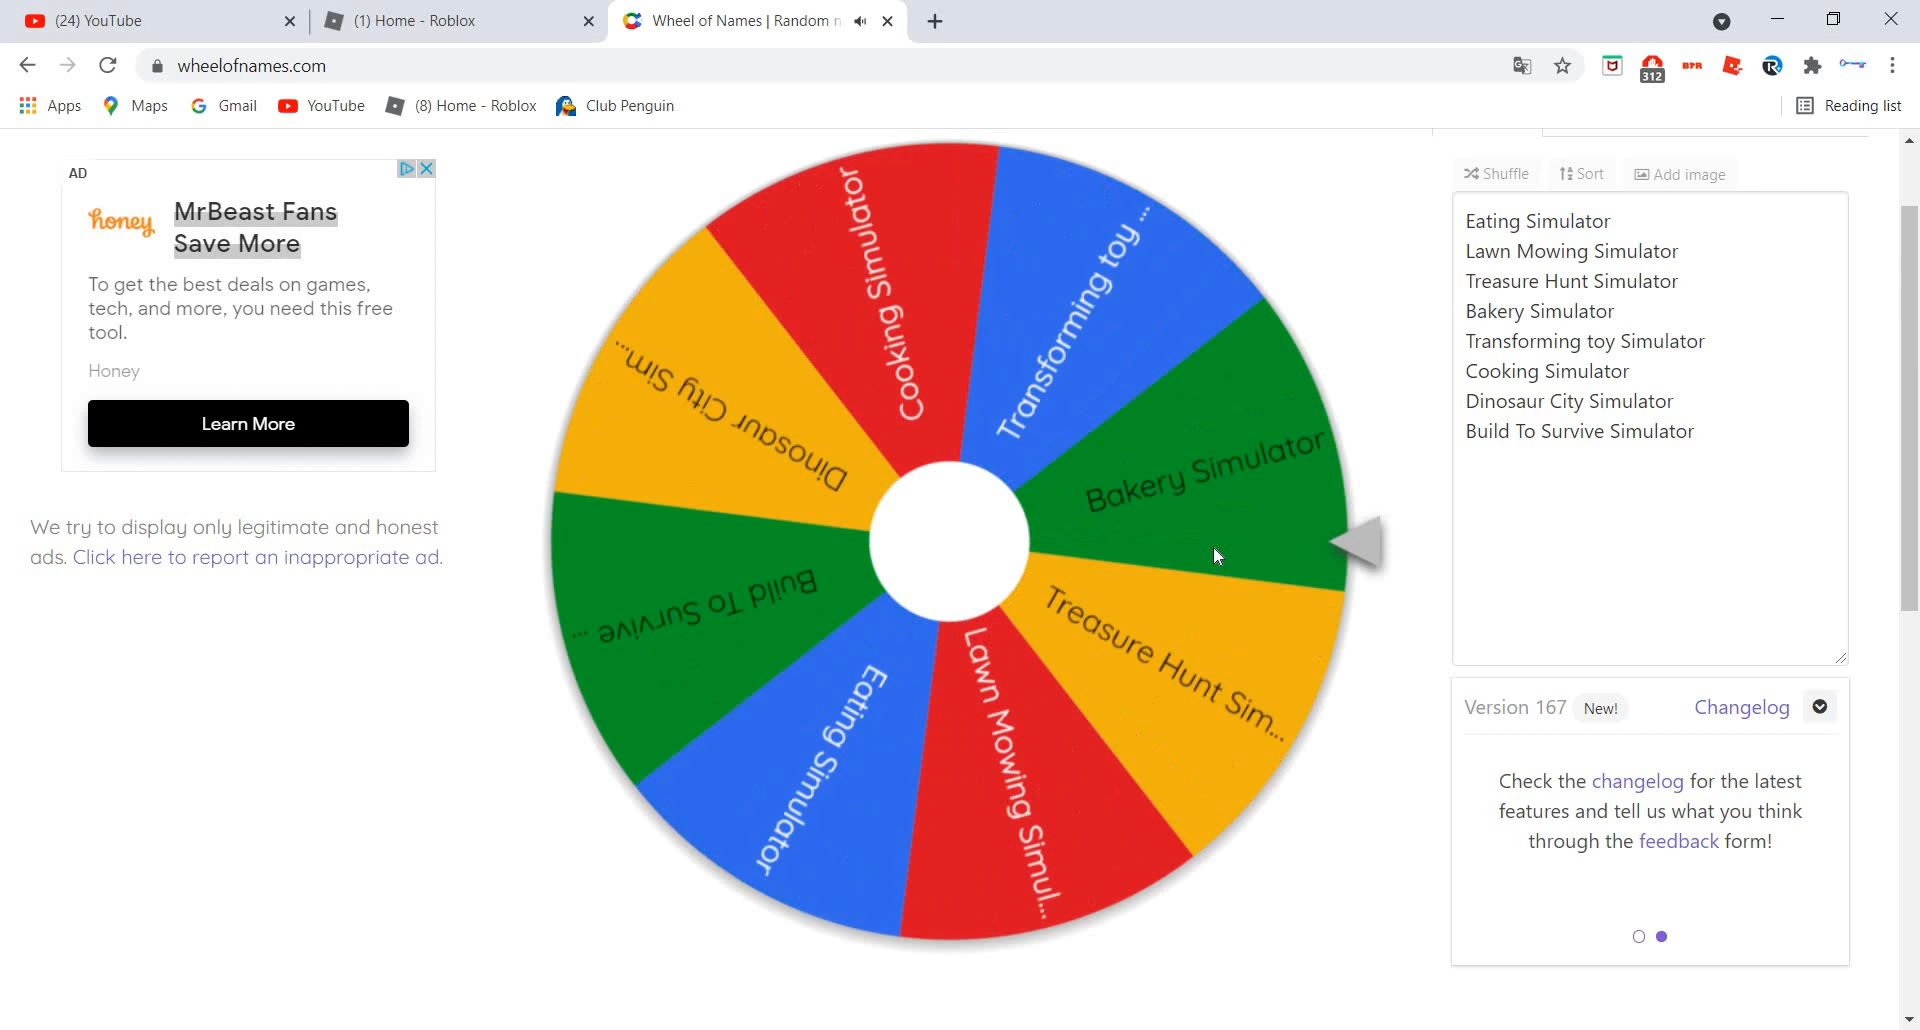 (24) YouTube
(1) Home - Roblox
Wheel of Names | Random n
wheelofnames.com
312
BTR
Apps
Maps
Gmail
YouTube
(8) Home - Roblox
Club Penguin
Reading list
AD
honey
MrBeast Fans
Save More
To get the best deals on games,
tech, and more, you need this free
tool.
Honey
Learn More
We try to display only legitimate and honest
ads. Click here to report an inappropriate ad.
Cooking Simulator
Transforming toy ...
Bakery Simulator
Treasure Hunt Sim...
Lawn Mowing Simul...
Eating Simulator
Build To Survive ...
Dinosaur City Sim...
Shuffle
Sort
Add image
Eating Simulator
Lawn Mowing Simulator
Treasure Hunt Simulator
Bakery Simulator
Transforming toy Simulator
Cooking Simulator
Dinosaur City Simulator
Build To Survive Simulator
Version 167
New!
Changelog
Check the changelog for the latest
features and tell us what you think
through the feedback form!